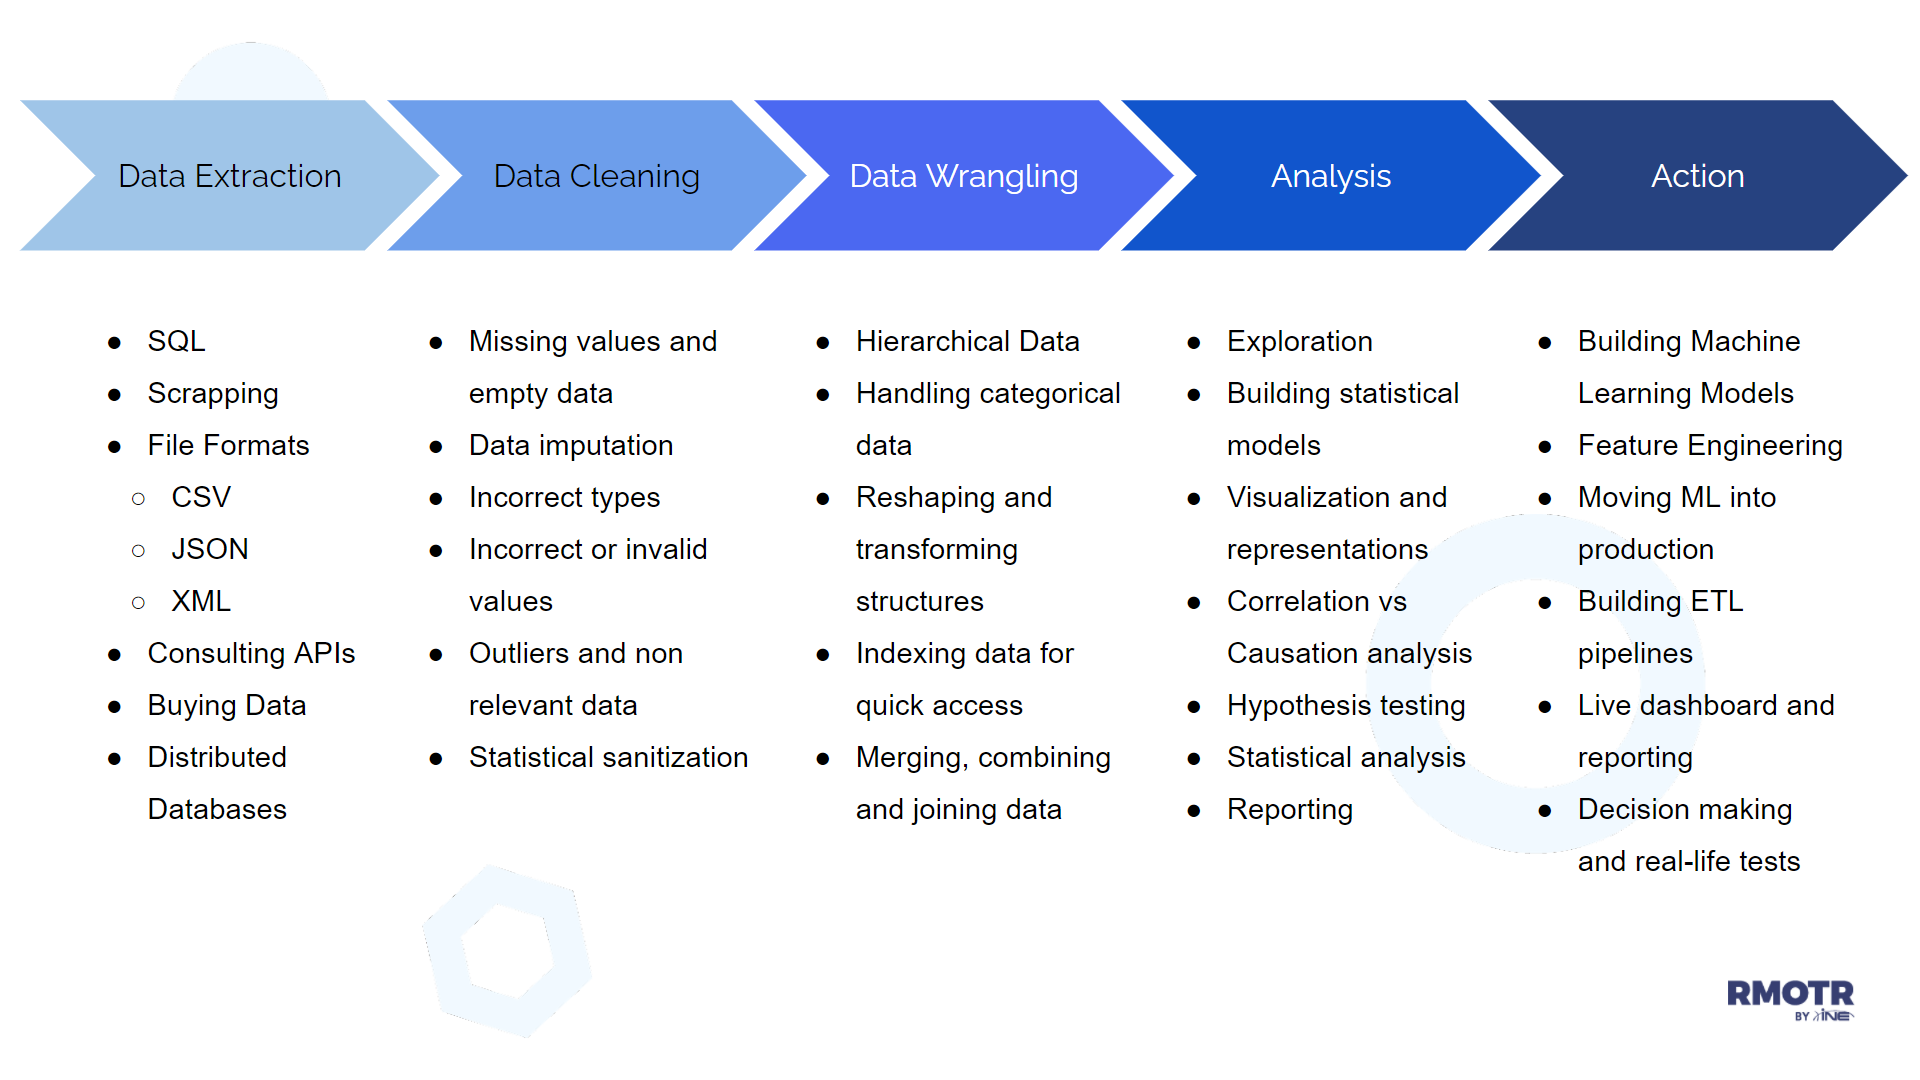 Data Extraction
Data Cleaning
Data Wrangling
Analysis
Action
● SQL
● Scrapping
● File Formats
○ CSV
○ JSON
○ XML
● Consulting APIs
● Buying Data
● Distributed
Databases
● Missing values and
empty data
● Data imputation
● Incorrect types
● Incorrect or invalid
values
● Outliers and non
relevant data
● Statistical sanitization
● Hierarchical Data
● Handling categorical
data
● Reshaping and
transforming
structures
● Indexing data for
quick access
● Merging, combining
and joining data
● Exploration
● Building statistical
models
● Visualization and
representations
● Correlation vs
Causation analysis
● Hypothesis testing
● Statistical analysis
● Reporting
● Building Machine
Learning Models
● Feature Engineering
● Moving ML into
production
● Building ETL
pipelines
● Live dashboard and
reporting
● Decision making
and real-life tests
RMOTR
BY iNE